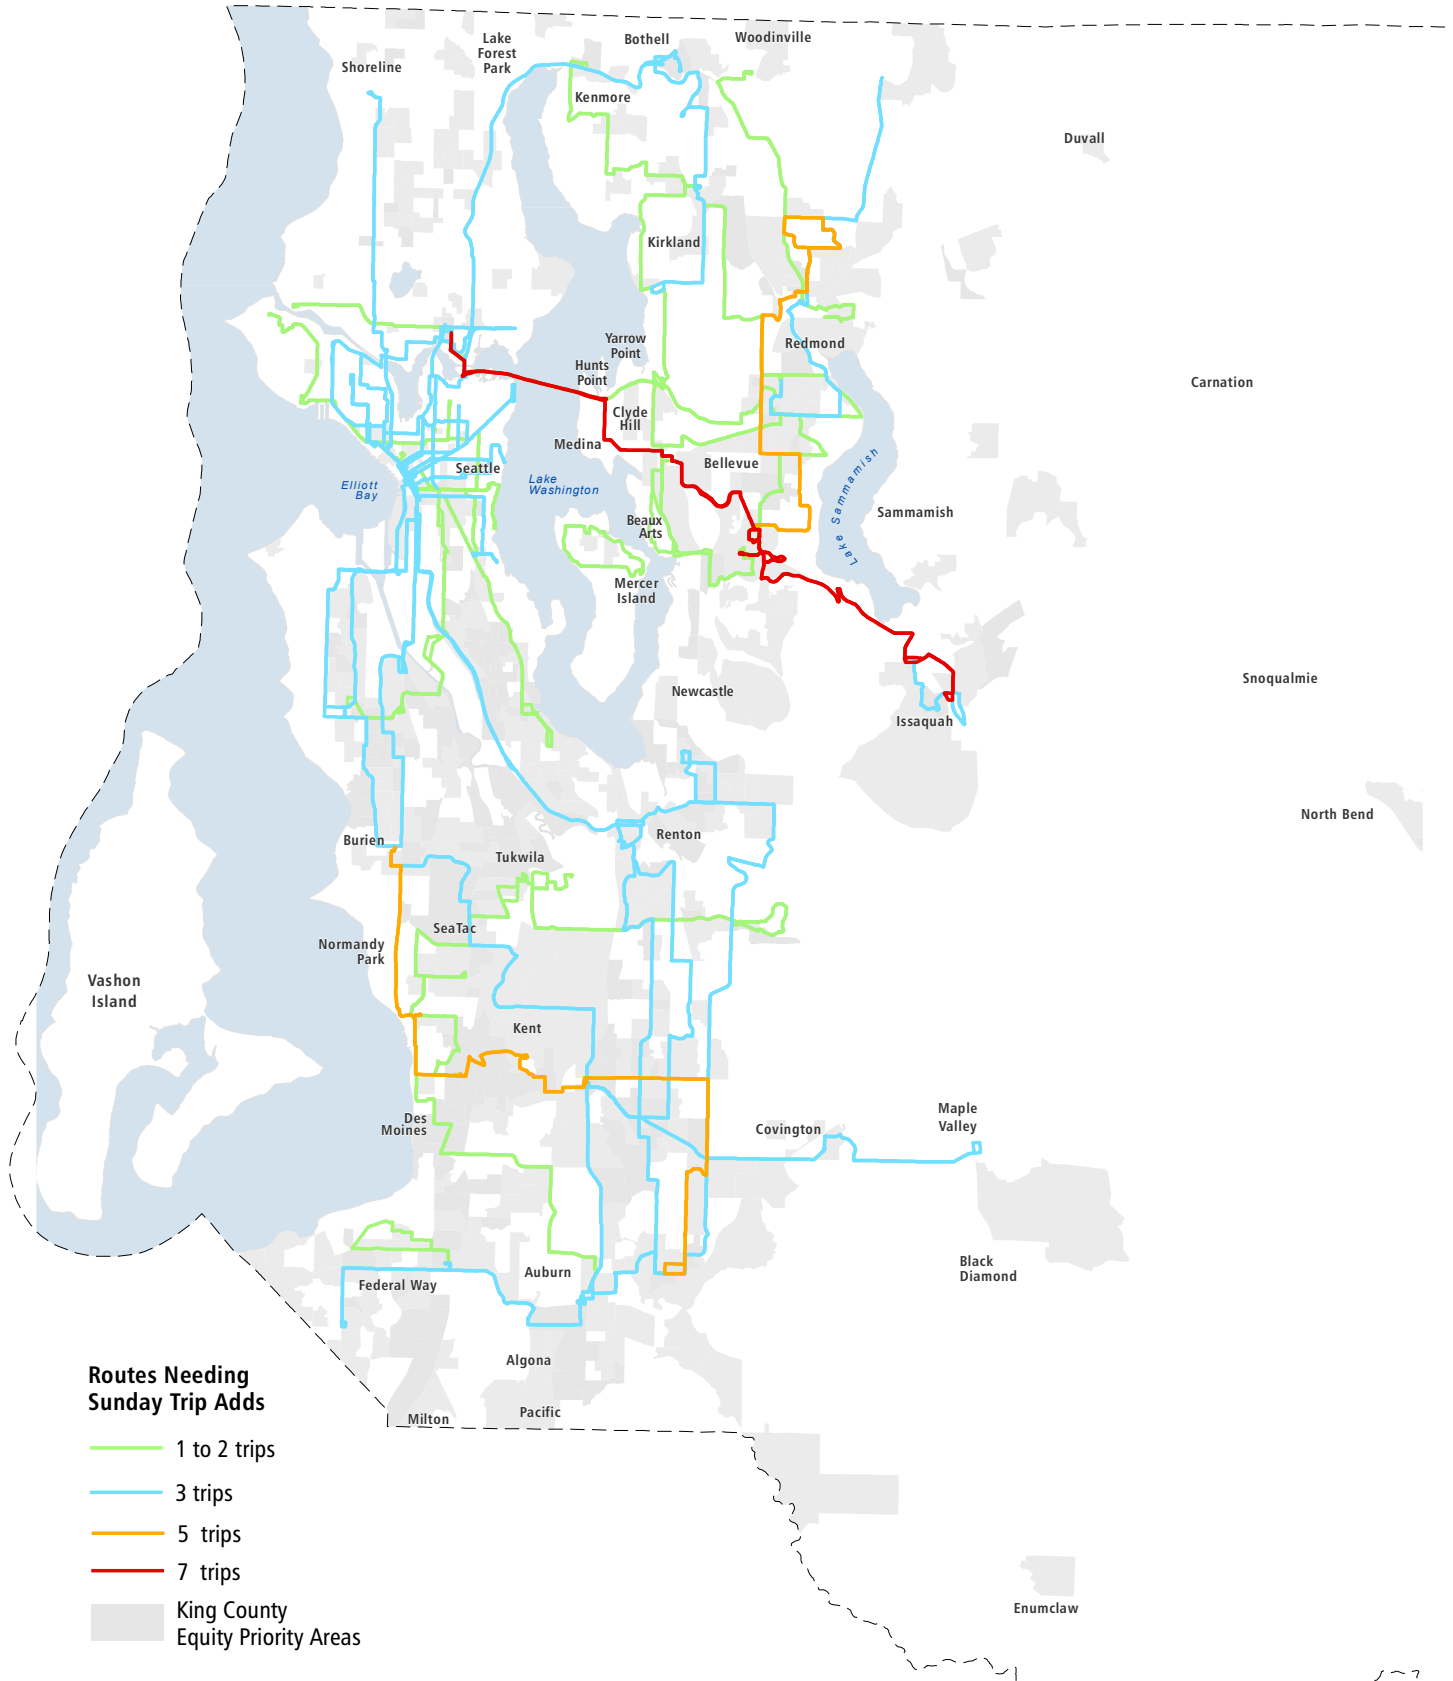 Lake
Forest
Park
Bothell
Woodinville
Shoreline
Kenmore
Duvall
Kirkland
Yarrow
Point
Redmond
Hunts
Point
Carnation
Clyde
Hill
Medina
Bellevue
Seattle
Elliott
Bay
Lake
Washington
Lake Sammamish
Sammamish
Beaux
Arts
Mercer
Island
Newcastle
Snoqualmie
Issaquah
North Bend
Burien
Renton
Tukwila
SeaTac
Normandy
Park
Vashon
Island
Kent
Des
Moines
Covington
Maple
Valley
Black
Diamond
Auburn
Federal Way
Algona
Pacific
Milton
Enumclaw
Routes Needing
Sunday Trip Adds
1 to 2 trips
3 trips
5 trips
7 trips
King County
Equity Priority Areas